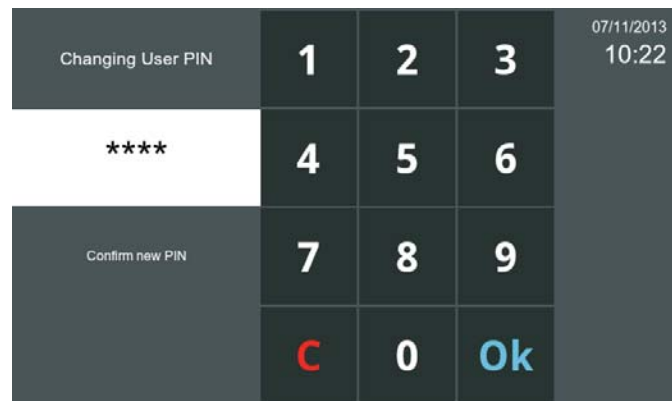 Changing User PIN
****
Confirm new PIN
1 2 3
4 5 6
7 8 9
C 0 Ok
07/11/2013
10:22